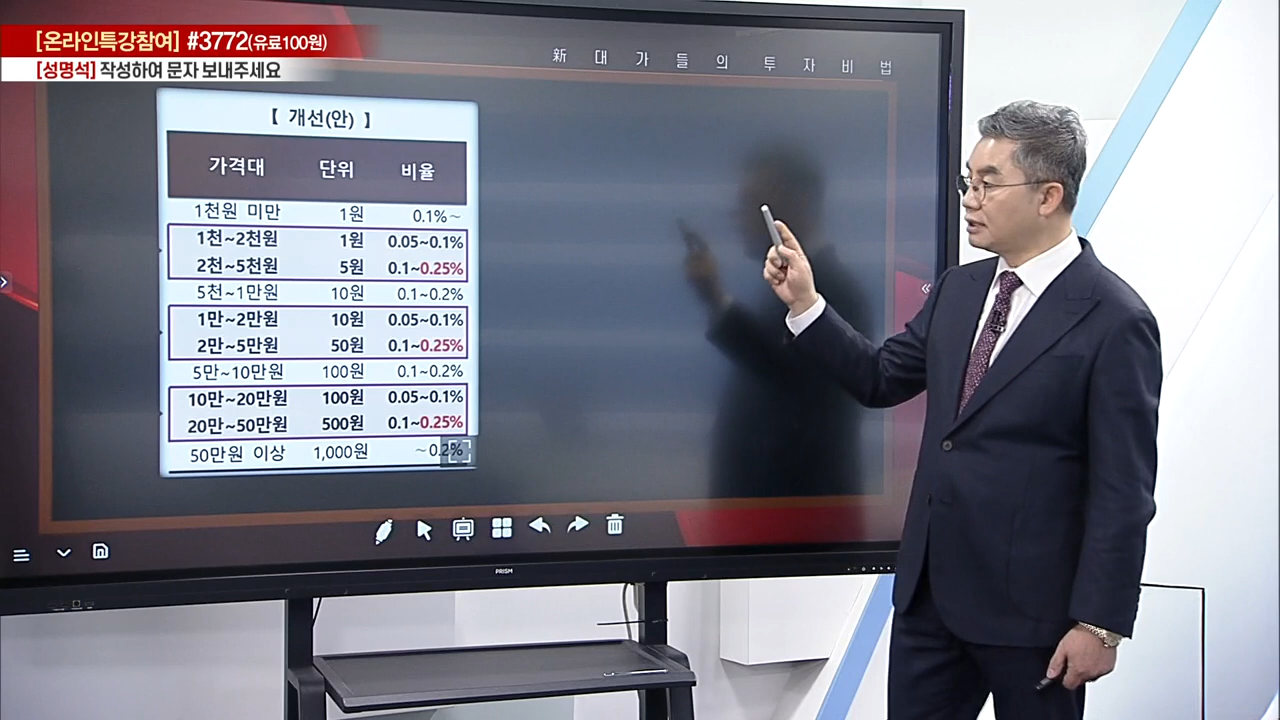 [온라인특강참여] #3772(유료100원)
[성명석] 작성하여 문자 보내주세요
新 대가들의 투자비법
【 개선(안) 】
가격대 단위 비율
1천원 미만 1원 0.1%~
1천~2천원 1원 0.05~0.1%
2천~5천원 5원 0.1~0.25%
5천~1만원 10원 0.1~0.2%
1만~2만원 10원 0.05~0.1%
2만~5만원 50원 0.1~0.25%
5만~10만원 100원 0.1~0.2%
10만~20만원 100원 0.05~0.1%
20만~50만원 500원 0.1~0.25%
50만원 이상 1,000원 ~0.2%
PRISM